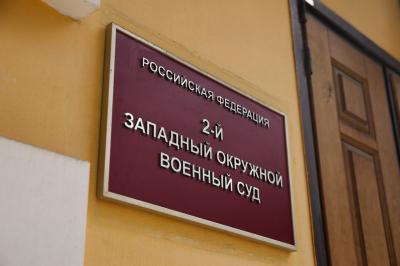 РОССИЙСКАЯ ФЕДЕРАЦИЯ
2-й
ЗАПАДНЫЙ ОКРУЖНОЙ
ВОЕННЫЙ СУД